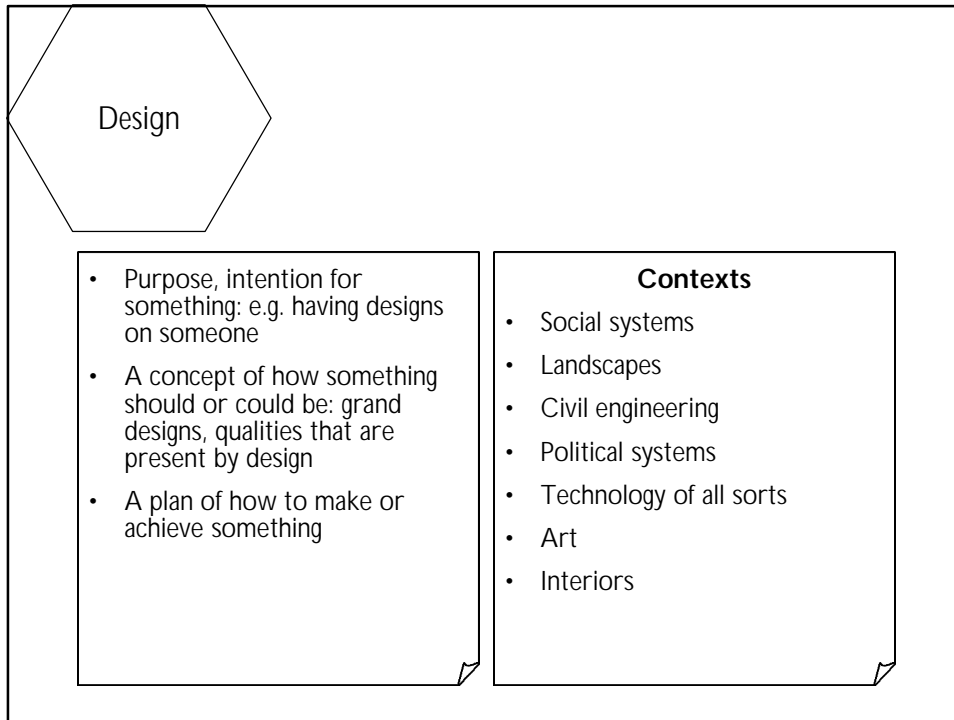 Design
• Purpose, intention for
something: e.g. having designs
on someone
• A concept of how something
should or could be: grand
designs, qualities that are
present by design
• A plan of how to make or
achieve something
Contexts
• Social systems
• Landscapes
• Civil engineering
• Political systems
• Technology of all sorts
• Art
• Interiors